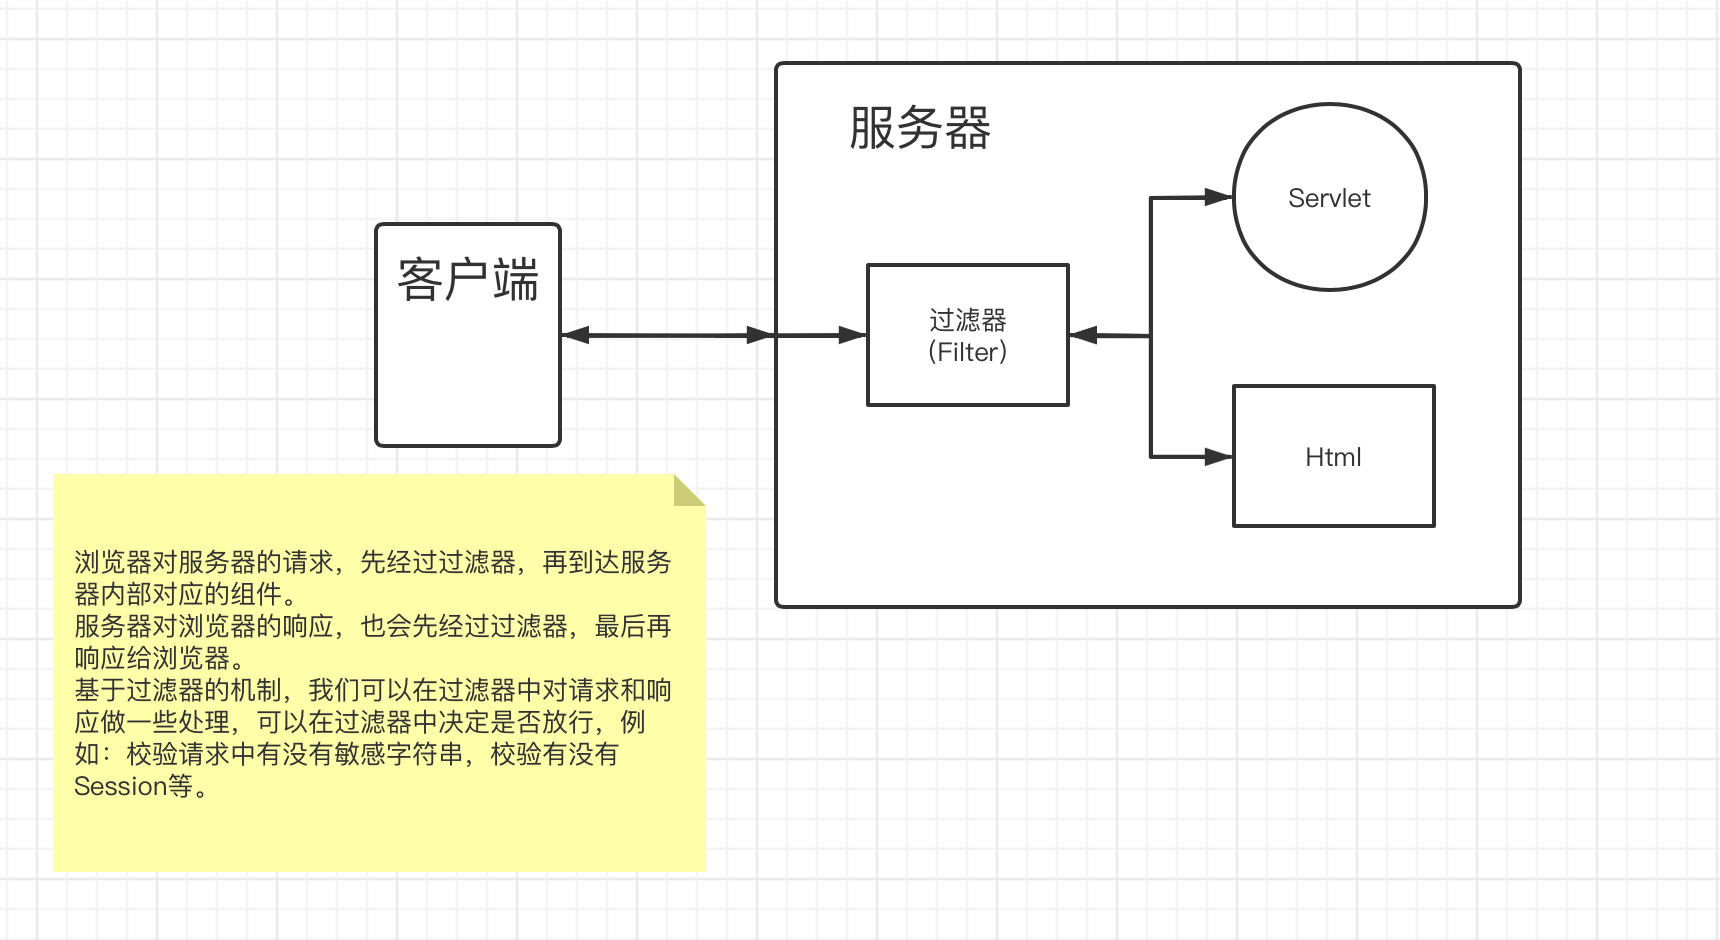 服务器
Servlet
客户端
过滤器
(Filter)
Html
浏览器对服务器的请求，先经过过滤器，再到达服务
器内部对应的组件。
服务器对浏览器的响应，也会先经过过滤器，最后再
响应给浏览器。
基于过滤器的机制，我们可以在过滤器中对请求和响
应做一些处理，可以在过滤器中决定是否放行，例
如：校验请求中有没有敏感字符串，校验有没有
Session等。